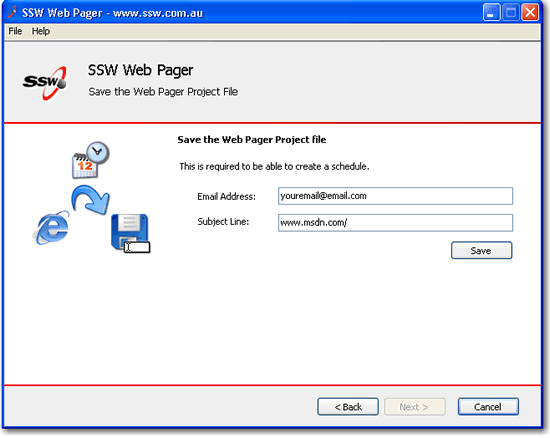 SSW Web Pager - www.ssw.com.au
File Help
SSW
SSW Web Pager
Save the Web Pager Project File
12
Save the Web Pager Project file
This is required to be able to create a schedule.
Email Address: youremail@email.com
Subject Line: www.msdn.com/
Save
< Back Next > Cancel